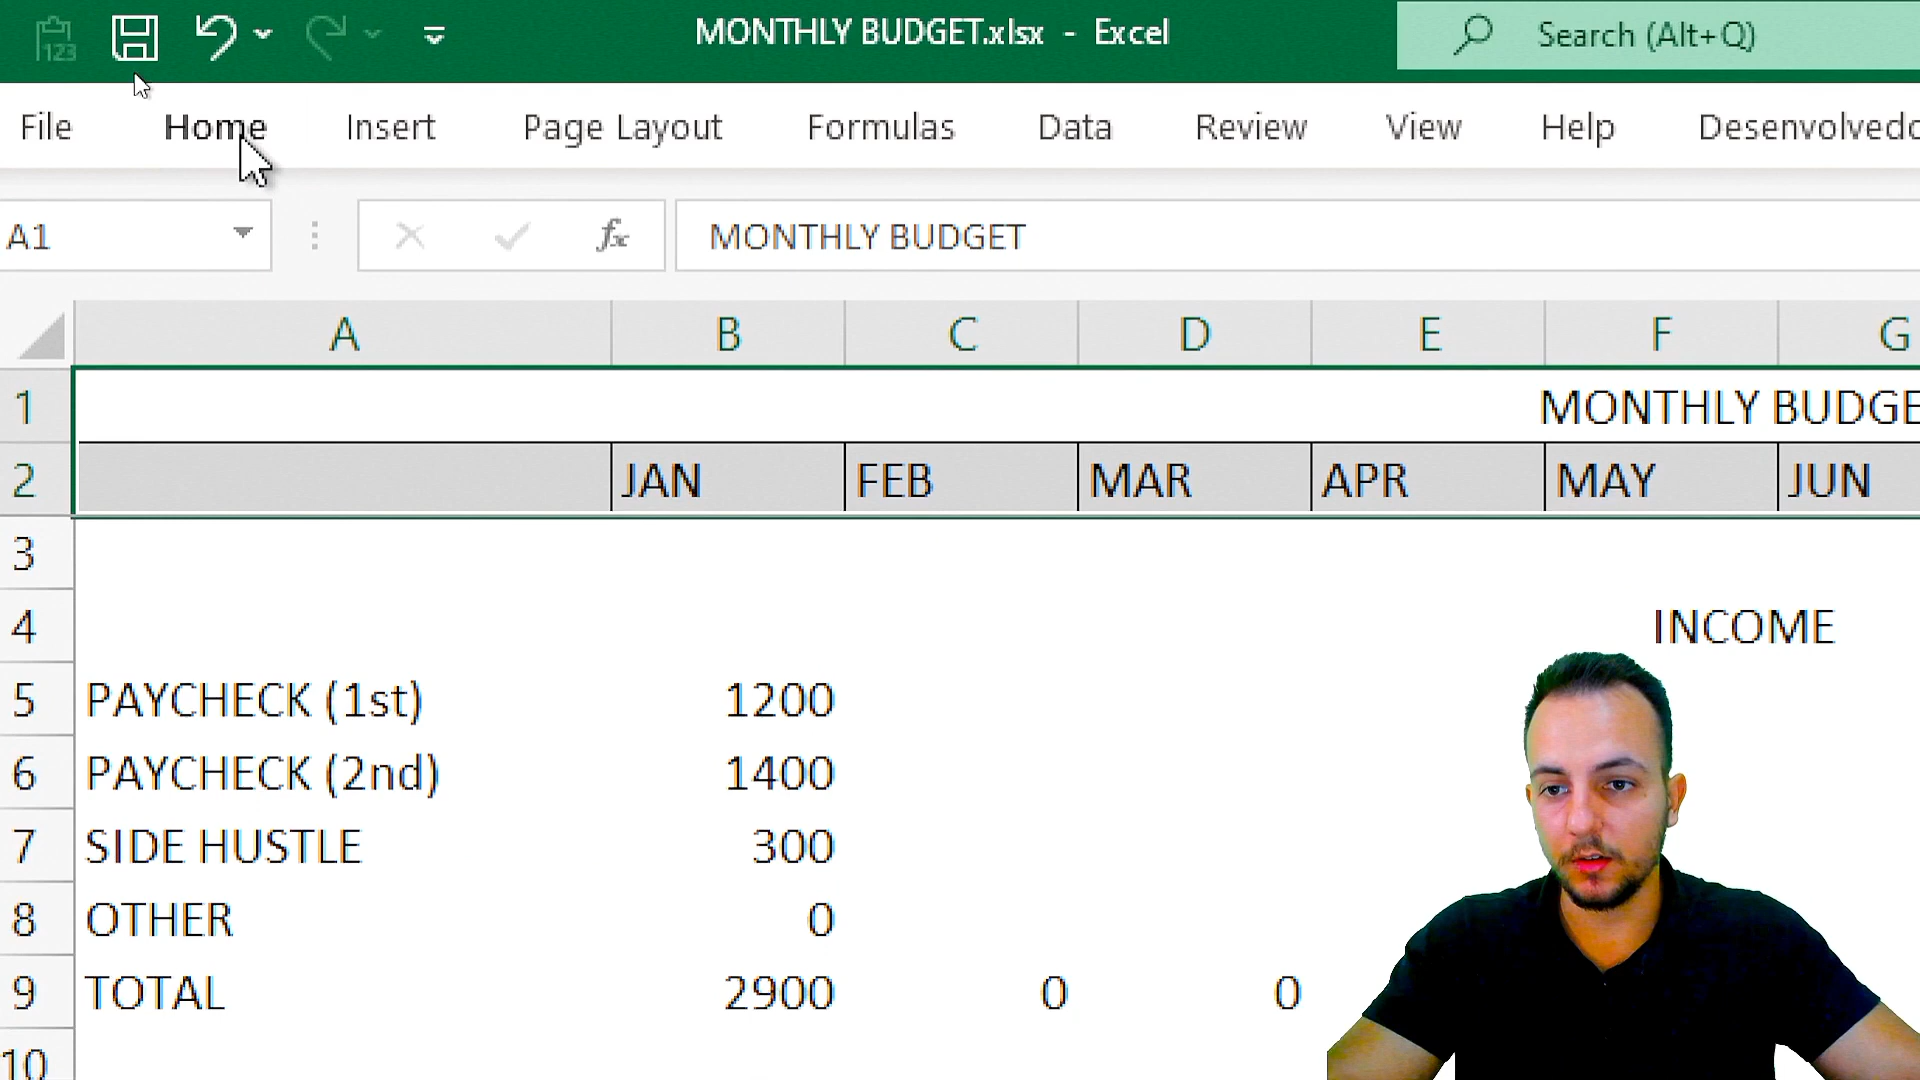 123 MONTHLY BUDGET.xlsx - Excel Search (Alt+Q)
File Home Insert Page Layout Formulas Data Review View Help Desenvolvedo
A1 fx MONTHLY BUDGET
A B C D E F G
1 MONTHLY BUDGE
2 JAN FEB MAR APR MAY JUN
3
4 INCOME
5 PAYCHECK (1st) 1200
6 PAYCHECK (2nd) 1400
7 SIDE HUSTLE 300
8 OTHER 0
9 TOTAL 2900 0 0
10